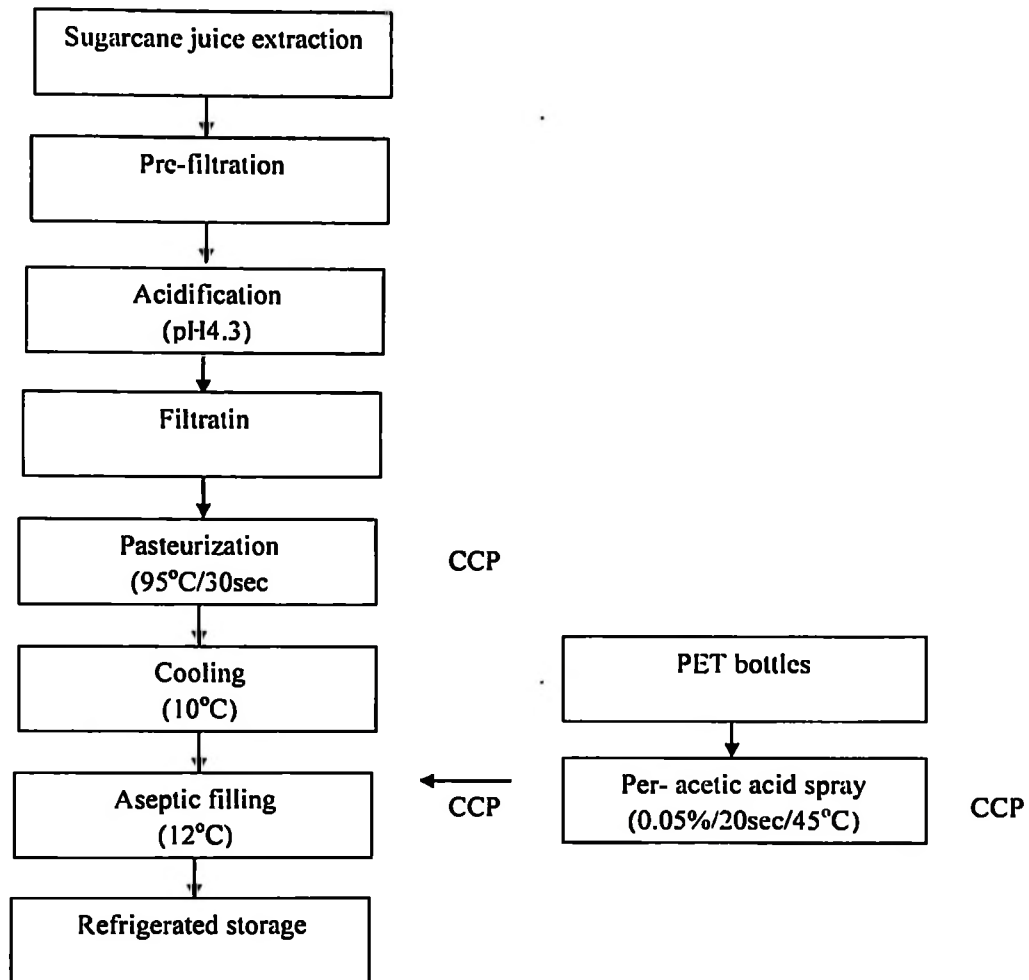 Sugarcane juice extraction
Pre-filtration
Acidification
(pH4.3)
Filtratin
Pasteurization
(95°C/30sec
CCP
Cooling
(10°C)
PET bottles
Aseptic filling
(12°C)
CCP
Per- acetic acid spray
(0.05%/20sec/45°C)
CCP
Refrigerated storage